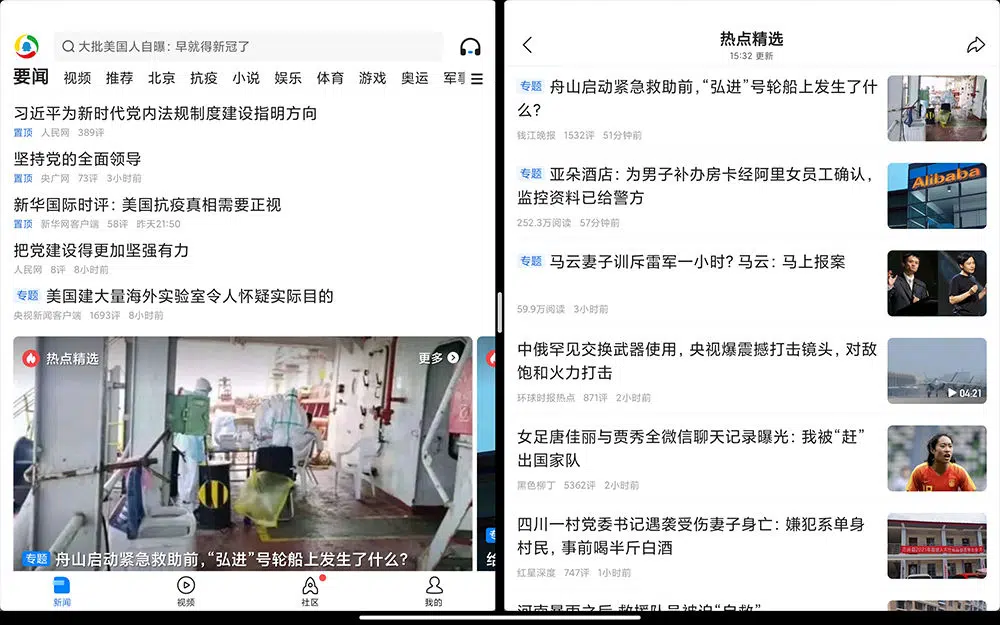 大批美国人自曝：早就得新冠了
要闻 视频 推荐 北京 抗疫 小说 娱乐 体育 游戏 奥运
习近平为新时代党内法规制度建设指明方向
置顶 人民网 389评
坚持党的全面领导
置顶 央广网 73评 3小时前
新华国际时评：美国抗疫真相需要正视
置顶 新华网客户端 58评 昨天21:50
把党建设得更加坚强有力
人民网 8评 8小时前
专题 美国建大量海外实验室令人怀疑实际目的
央视新闻客户端 1693评 8小时前
热点精选 更多
专题 舟山启动紧急救助前，“弘进”号轮船上发生了什么？
新闻 视频 社区 我的
热点精选
15:32 更新
专题 舟山启动紧急救助前，“弘进”号轮船上发生了什
么？
钱江晚报 1532评 51分钟前
专题 亚朵酒店：为男子补办房卡经阿里女员工确认，
监控资料已给警方
252.3万阅读 57分钟前
Alibaba
专题 马云妻子训斥雷军一小时？马云：马上报案
59.9万阅读 3小时前
中俄罕见交换武器使用，央视爆震撼打击镜头，对敌
饱和火力打击
环球时报热点 871评 2小时前
04:21
女足唐佳丽与贾秀全微信聊天记录曝光：我被“赶”
出国家队
黑色柳丁 5362评 2小时前
四川一村党委书记遇袭受伤妻子身亡：嫌犯系单身
村民，事前喝半斤白酒
红星深度 747评 1小时前
河南暴雨之后 救援队员被迫“自救”